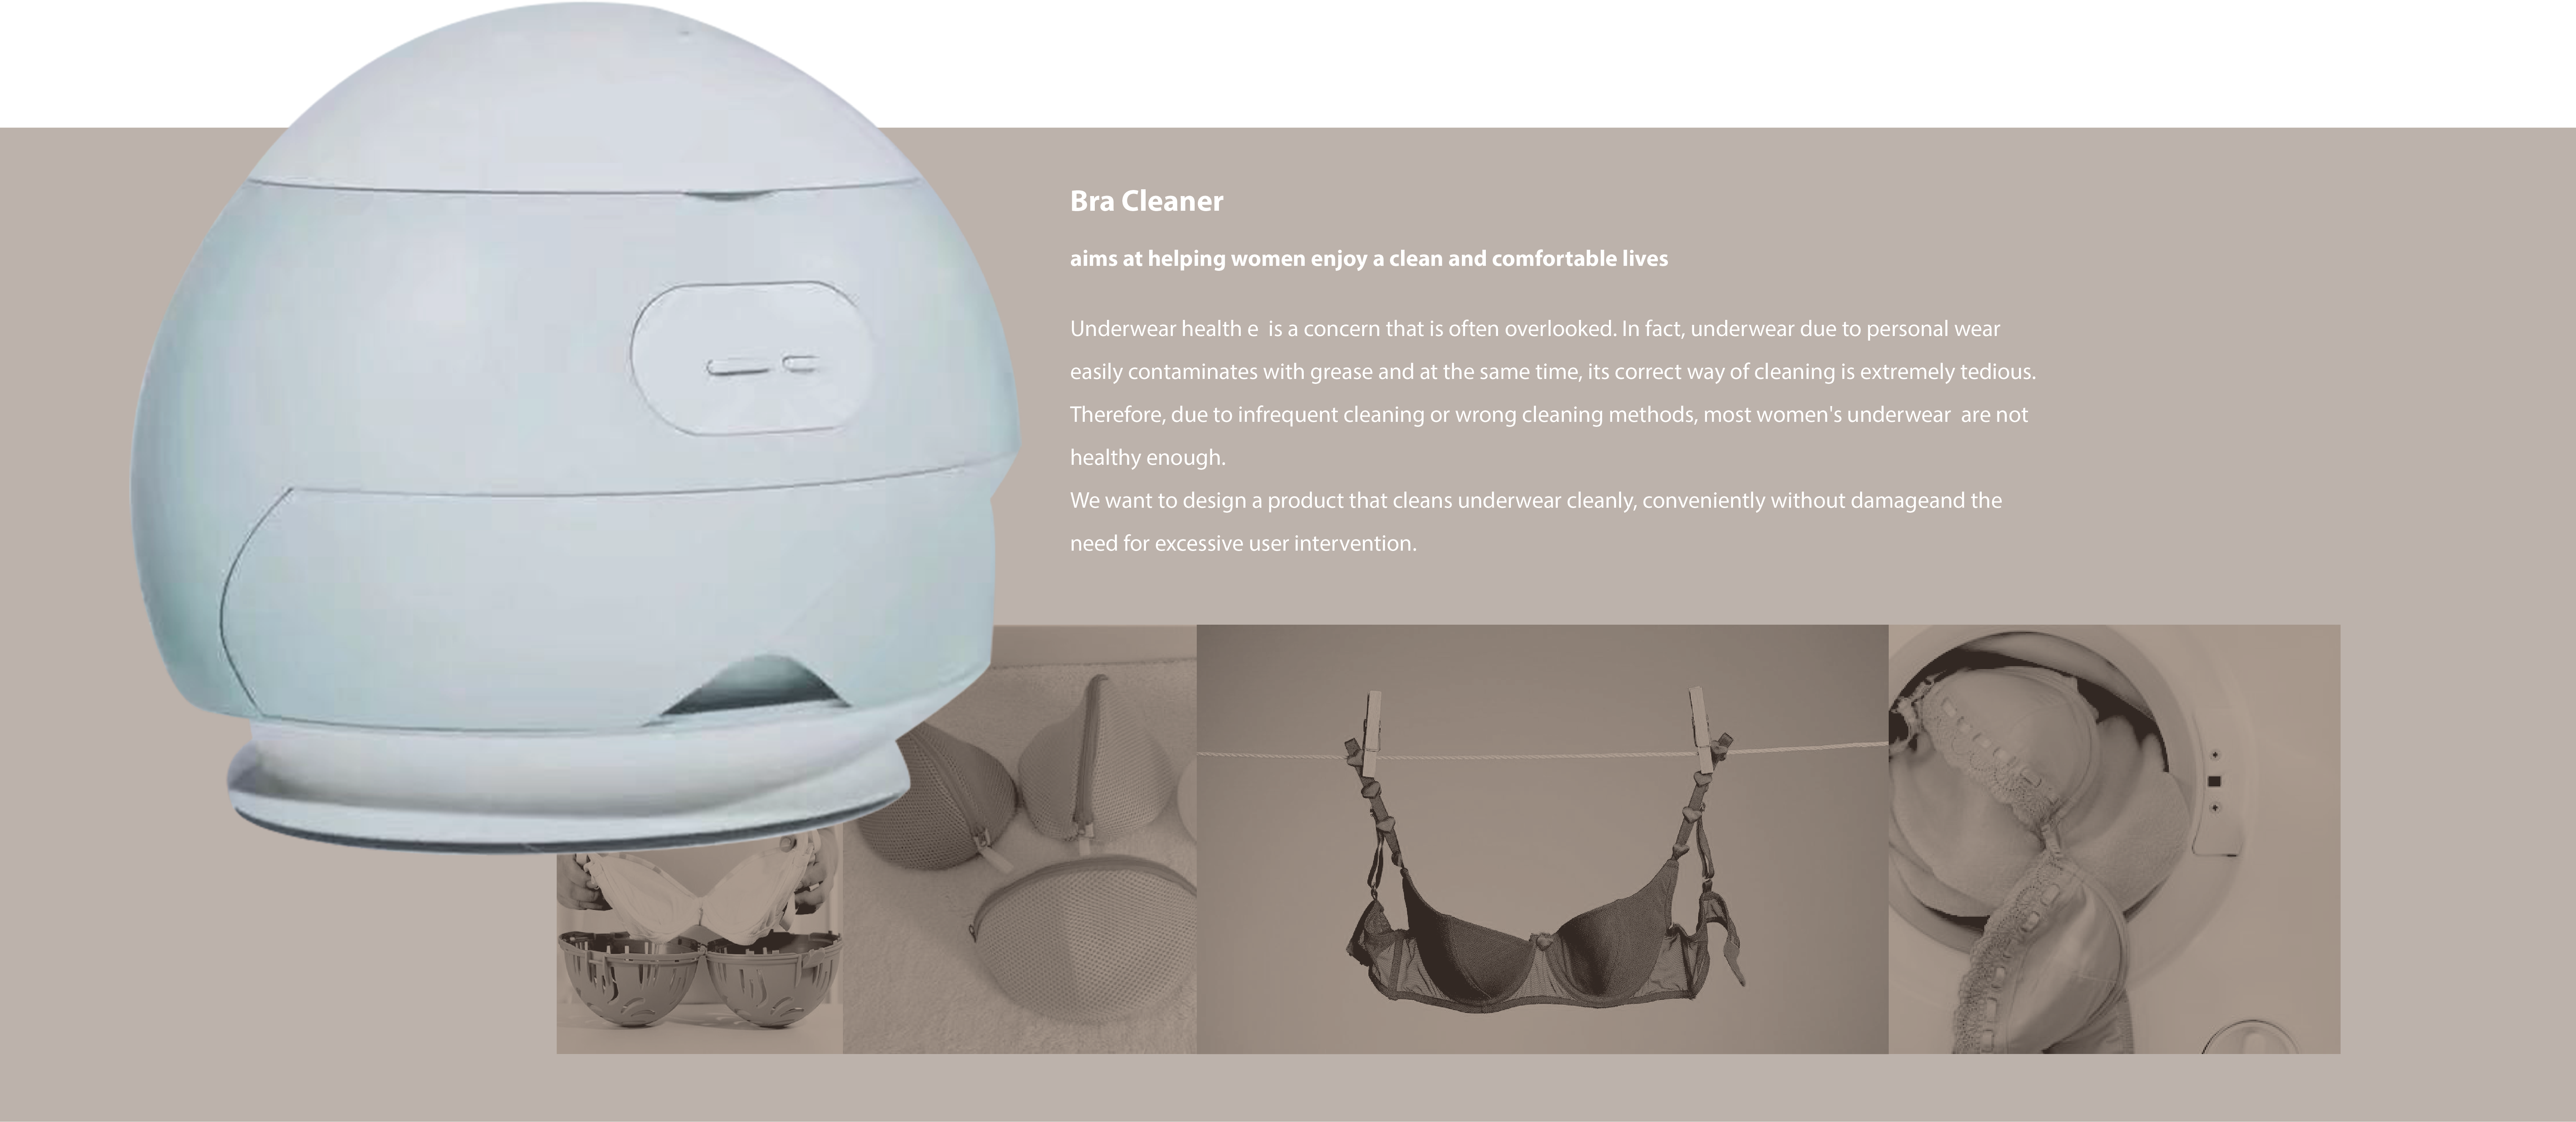 Bra Cleaner
aims at helping women enjoy a clean and comfortable lives
Underwear health e  is a concern that is often overlooked. In fact, underwear due to personal wear
easily contaminates with grease and at the same time, its correct way of cleaning is extremely tedious.
Therefore, due to infrequent cleaning or wrong cleaning methods, most women's underwear  are not
healthy enough.
We want to design a product that cleans underwear cleanly, conveniently without damageand the
need for excessive user intervention.